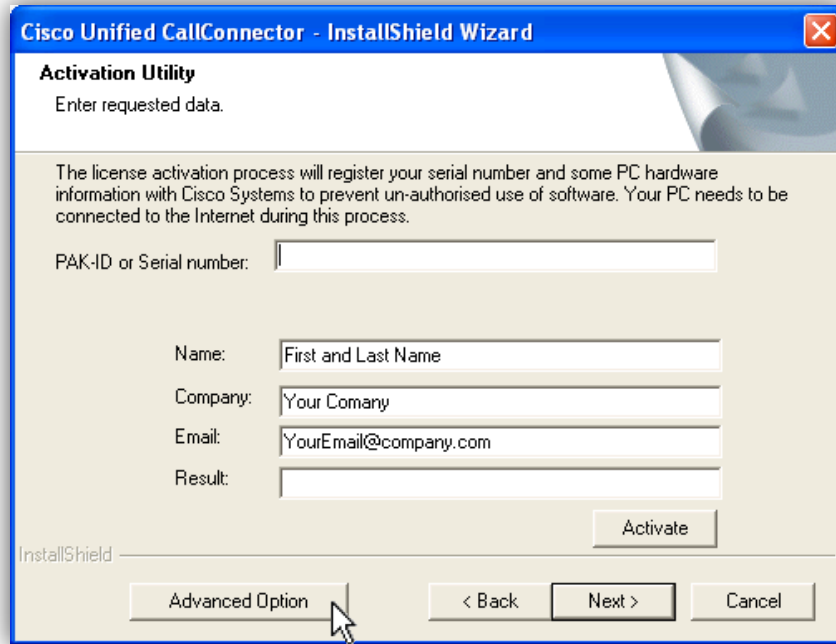 Cisco Unified CallConnector - InstallShield Wizard
Activation Utility
Enter requested data.
The license activation process will register your serial number and some PC hardware
information with Cisco Systems to prevent un-authorised use of software. Your PC needs to be
connected to the Internet during this process.
PAK-ID or Serial number:
Name: First and Last Name
Company: Your Comany
Email: YourEmail@company.com
Result:
Activate
InstallShield
Advanced Option < Back Next > Cancel